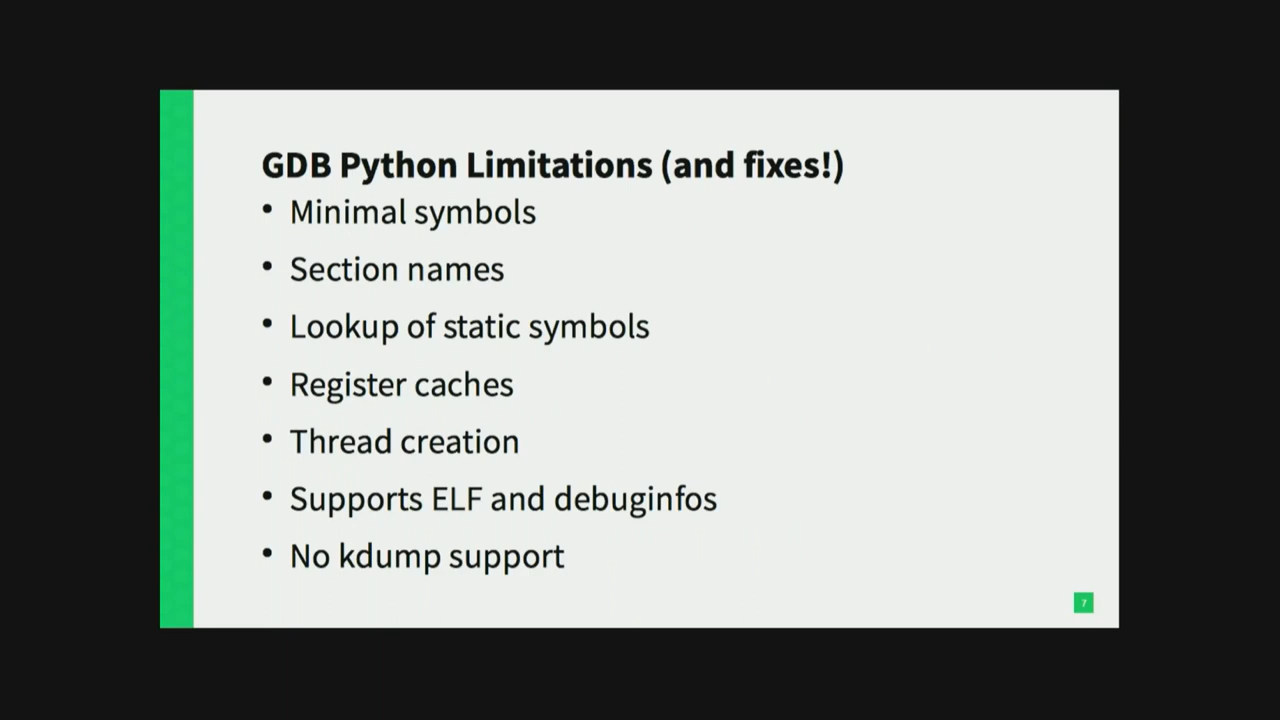 GDB Python Limitations (and fixes!)
• Minimal symbols
• Section names
• Lookup of static symbols
• Register caches
• Thread creation
• Supports ELF and debuginfos
• No kdump support
7